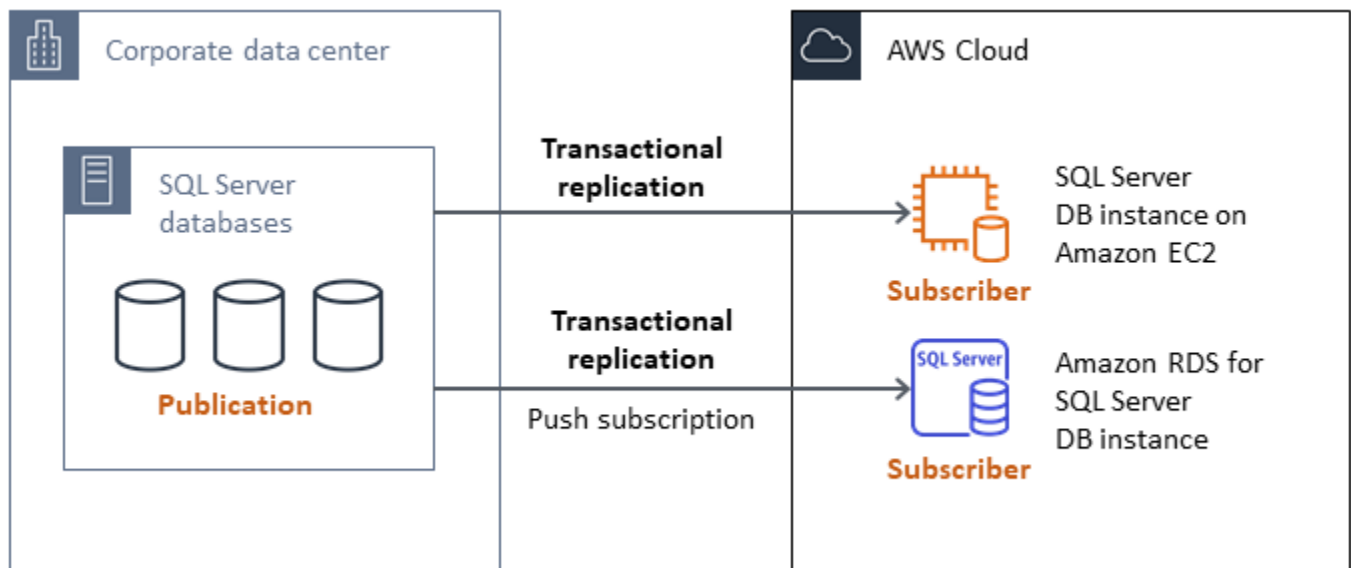 Corporate data center
SQL Server
databases
Publication
Transactional
replication
Transactional
replication
Push subscription
AWS Cloud
SQL Server
DB instance on
Amazon EC2
Subscriber
SQL Server
Amazon RDS for
SQL Server
DB instance
Subscriber